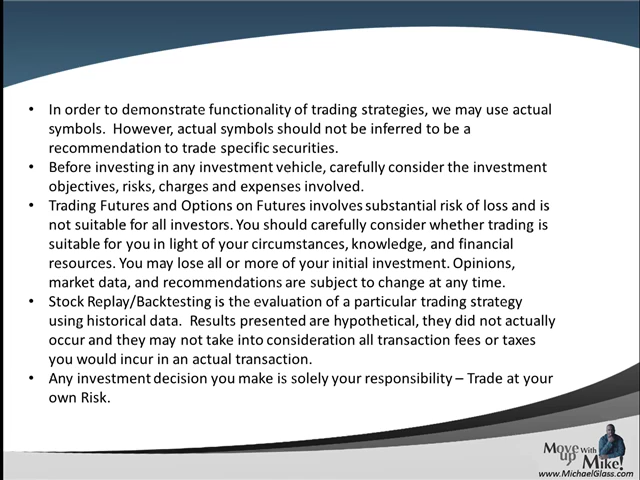 • In order to demonstrate functionality of trading strategies, we may use actual
symbols.  However, actual symbols should not be inferred to be a
recommendation to trade specific securities.
• Before investing in any investment vehicle, carefully consider the investment
objectives, risks, charges and expenses involved.
• Trading Futures and Options on Futures involves substantial risk of loss and is
not suitable for all investors. You should carefully consider whether trading is
suitable for you in light of your circumstances, knowledge, and financial
resources. You may lose all or more of your initial investment. Opinions,
market data, and recommendations are subject to change at any time.
• Stock Replay/Backtesting is the evaluation of a particular trading strategy
using historical data.  Results presented are hypothetical, they did not actually
occur and they may not take into consideration all transaction fees or taxes
you would incur in an actual transaction.
• Any investment decision you make is solely your responsibility – Trade at your
own Risk.
Move up With Mike!
www.MichaelGlass.com